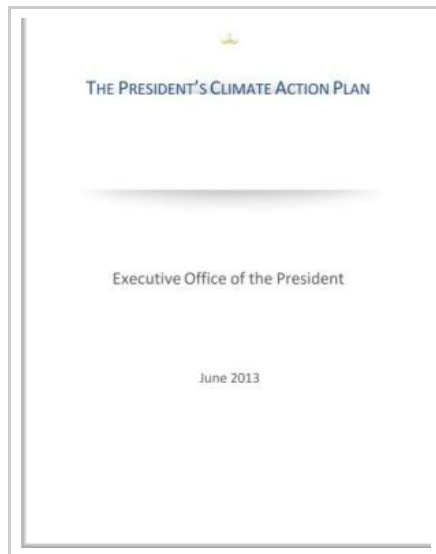 THE PRESIDENT'S CLIMATE ACTION PLAN
Executive Office of the President
June 2013